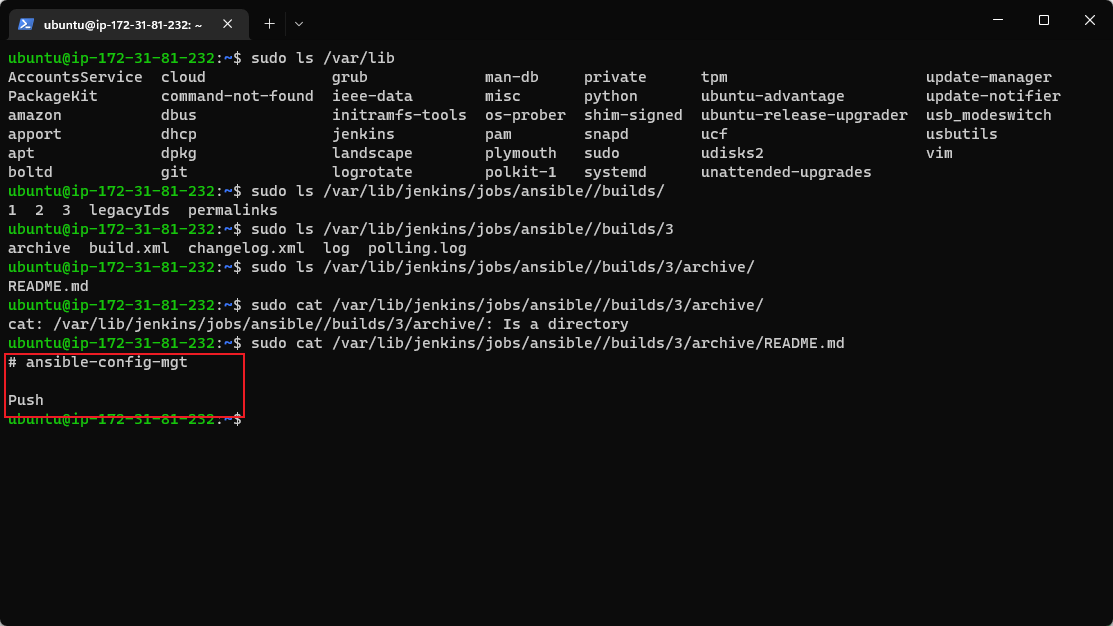 ubuntu@ip-172-31-81-232: ~
ubuntu@ip-172-31-81-232:~$ sudo ls /var/lib
AccountsService  cloud              grub             man-db     private      tpm                      update-manager
PackageKit       command-not-found  ieee-data        misc       python       ubuntu-advantage         update-notifier
amazon           dbus               initramfs-tools  os-prober  shim-signed  ubuntu-release-upgrader  usb_modeswitch
apport           dhcp               jenkins          pam        snapd        ucf                      usbutils
apt              dpkg               landscape        plymouth   sudo         udisks2                  vim
boltd            git                logrotate        polkit-1   systemd      unattended-upgrades
ubuntu@ip-172-31-81-232:~$ sudo ls /var/lib/jenkins/jobs/ansible//builds/
1  2  3  legacyIds  permalinks
ubuntu@ip-172-31-81-232:~$ sudo ls /var/lib/jenkins/jobs/ansible//builds/3
archive  build.xml  changelog.xml  log  polling.log
ubuntu@ip-172-31-81-232:~$ sudo ls /var/lib/jenkins/jobs/ansible//builds/3/archive/
README.md
ubuntu@ip-172-31-81-232:~$ sudo cat /var/lib/jenkins/jobs/ansible//builds/3/archive/
cat: /var/lib/jenkins/jobs/ansible//builds/3/archive/: Is a directory
ubuntu@ip-172-31-81-232:~$ sudo cat /var/lib/jenkins/jobs/ansible//builds/3/archive/README.md
# ansible-config-mgt
Push
ubuntu@ip-172-31-81-232:~$